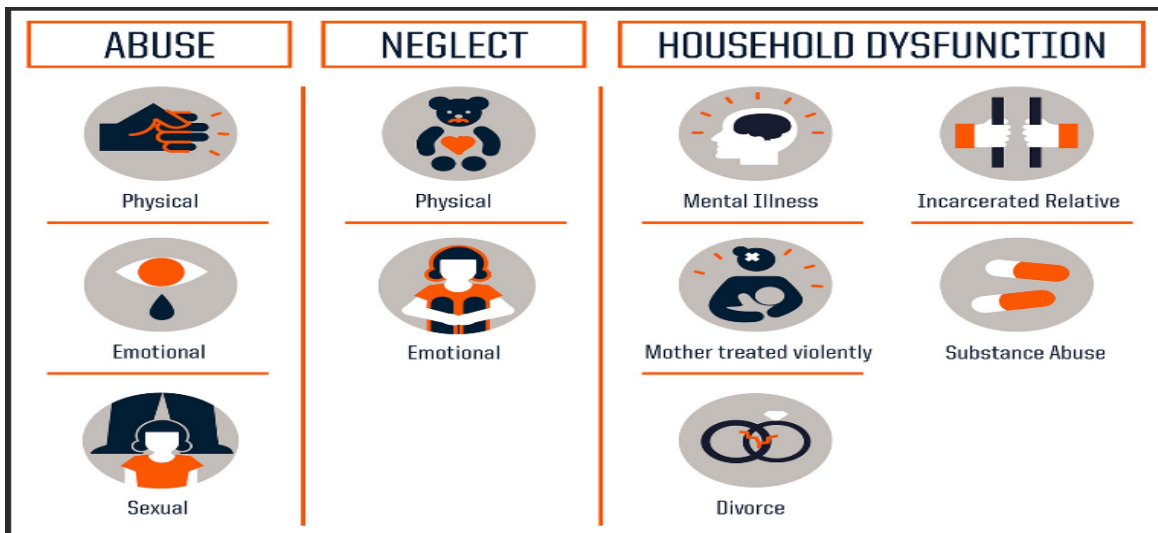 ABUSE
NEGLECT
HOUSEHOLD DYSFUNCTION
Physical
Physical
Mental Illness
Incarcerated Relative
Emotional
Emotional
Mother treated violently
Substance Abuse
Sexual
Divorce